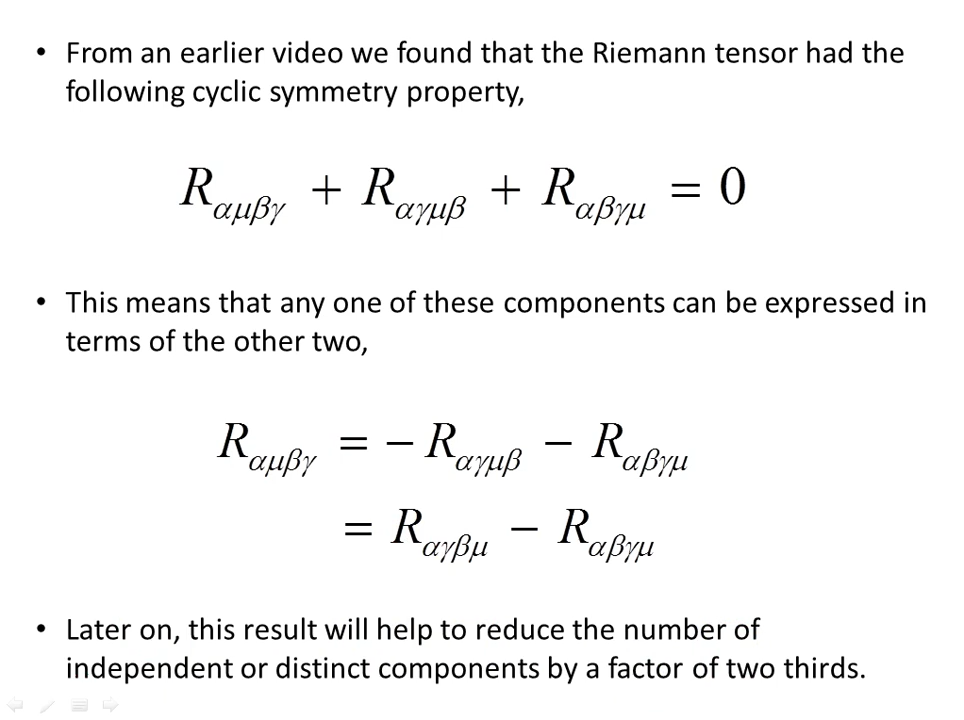 • From an earlier video we found that the Riemann tensor had the
following cyclic symmetry property,
R_{αμβγ} + R_{αγμβ} + R_{αβγμ} = 0
• This means that any one of these components can be expressed in
terms of the other two,
R_{αμβγ} = − R_{αγμβ} − R_{αβγμ}
= R_{αγβμ} − R_{αβγμ}
• Later on, this result will help to reduce the number of
independent or distinct components by a factor of two thirds.